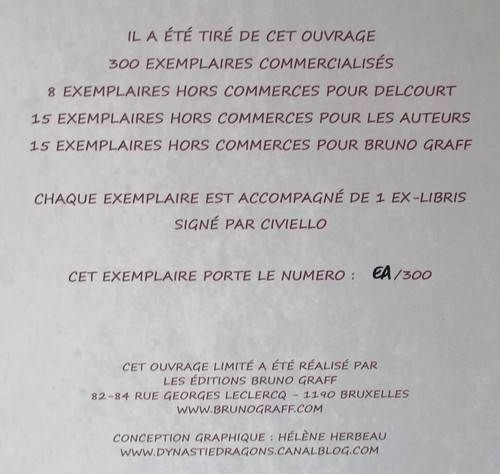 IL A ÉTÉ TIRÉ DE CET OUVRAGE
300 EXEMPLAIRES COMMERCIALISÉS
8 EXEMPLAIRES HORS COMMERCES POUR DELCOURT
15 EXEMPLAIRES HORS COMMERCES POUR LES AUTEURS
15 EXEMPLAIRES HORS COMMERCES POUR BRUNO GRAFF
CHAQUE EXEMPLAIRE EST ACCOMPAGNÉ DE 1 EX-LIBRIS
SIGNÉ PAR CIVIELLO
CET EXEMPLAIRE PORTE LE NUMERO : EA/300
CET OUVRAGE LIMITÉ A ÉTÉ RÉALISÉ PAR
LES ÉDITIONS BRUNO GRAFF
82-84 RUE GEORGES LECLERCQ - 1190 BRUXELLES
WWW.BRUNOGRAFF.COM
CONCEPTION GRAPHIQUE : HÉLÈNE HERBEAU
WWW.DYNASTIEDRAGONS.CANALBLOG.COM